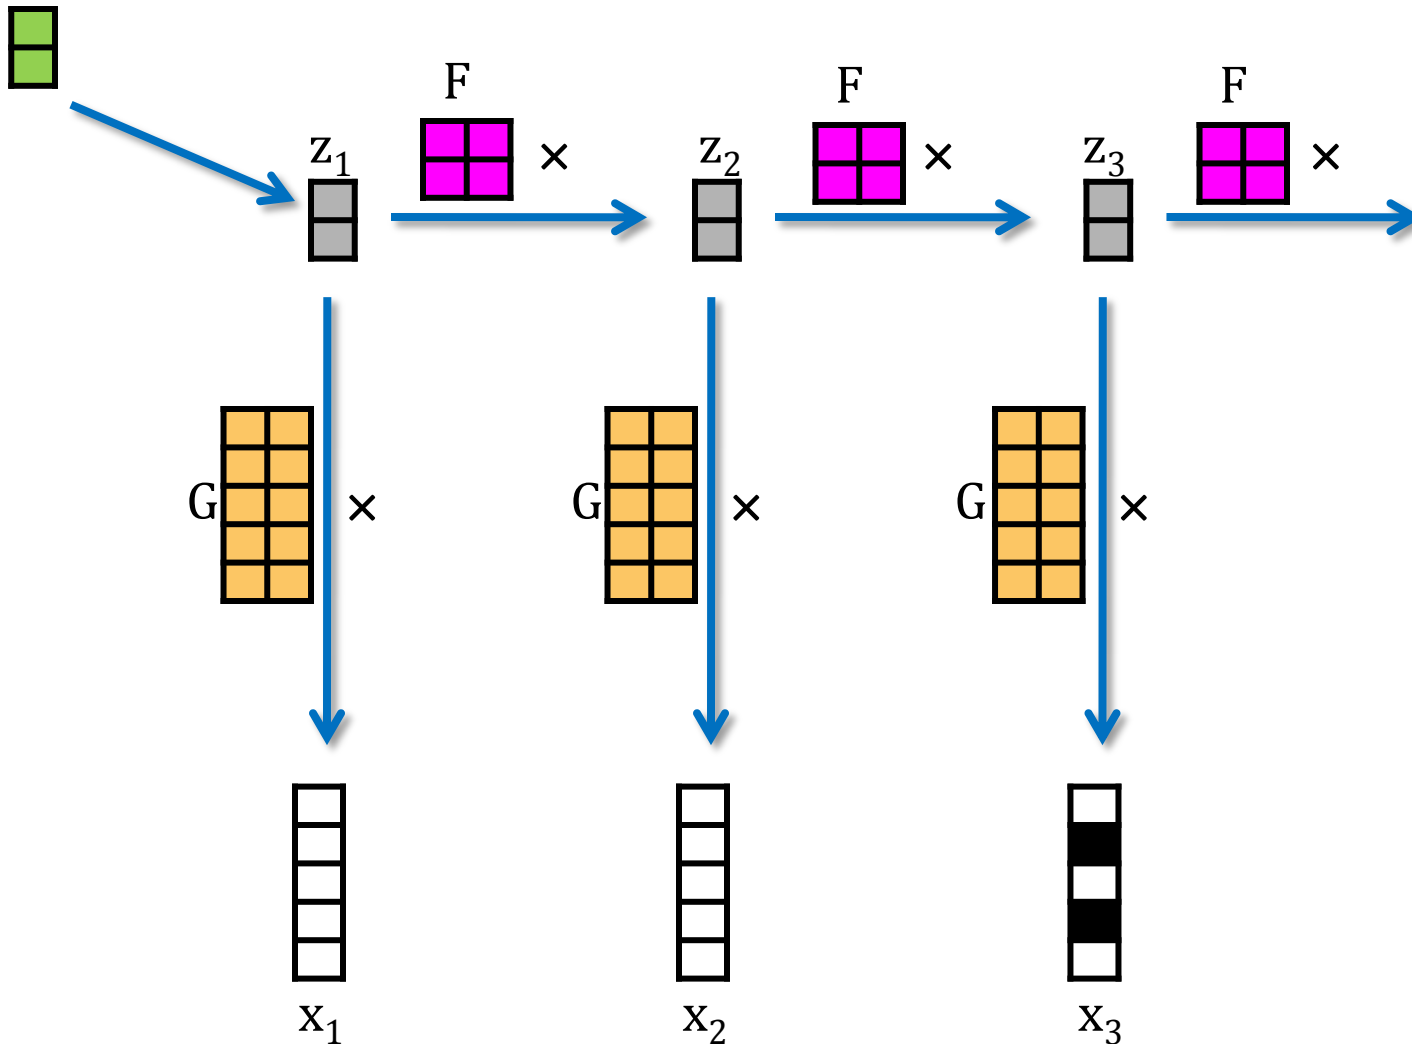 F F F
z₁ × z₂ × z₃ ×
G × G × G ×
x₁ x₂ x₃